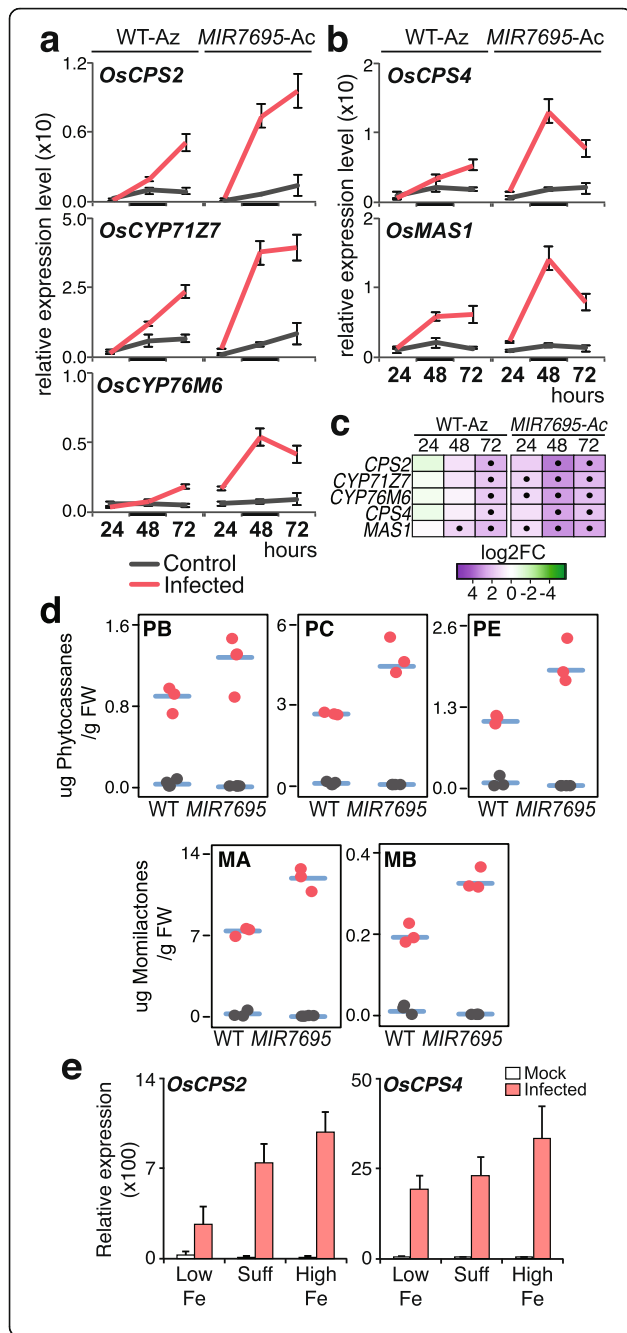 a
WT-Az MIR7695-Ac
relative expression level (x10)
OsCPS2
1.2
0.6
0.0
OsCYP71Z7
5.0
2.5
0.0
OsCYP76M6
1.0
0.5
0
24 48 72 24 48 72
hours
Control
Infected
b
WT-Az MIR7695-Ac
relative expression level (x10)
OsCPS4
2
1
0
OsMAS1
2
1
0
24 48 72 24 48 72
hours
c
WT-Az MIR7695-Ac
24 48 72 24 48 72
CPS2
CYP71Z7
CYP76M6
CPS4
MAS1
log2FC
4 2 0 -2 -4
d
ug Phytocassanes
/g FW
PB
1.6
0.8
0.0
WT MIR7695
PC
6
3
0
WT MIR7695
PE
2.6
1.3
0.0
WT MIR7695
ug Momilactones
/g FW
MA
14
7
0
WT MIR7695
MB
0.4
0.2
0.0
WT MIR7695
e
Relative expression
(x100)
OsCPS2
14
7
0
Low Suff High
Fe Fe
OsCPS4
Mock
Infected
50
25
0
Low Suff High
Fe Fe